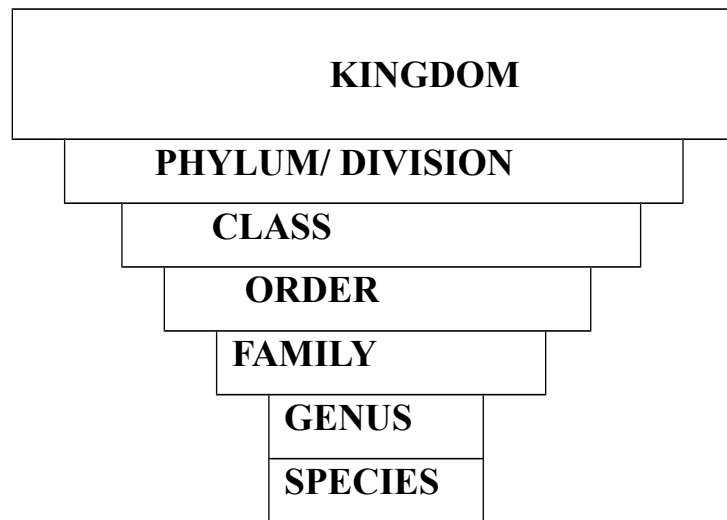 KINGDOM
PHYLUM/ DIVISION
CLASS
ORDER
FAMILY
GENUS
SPECIES